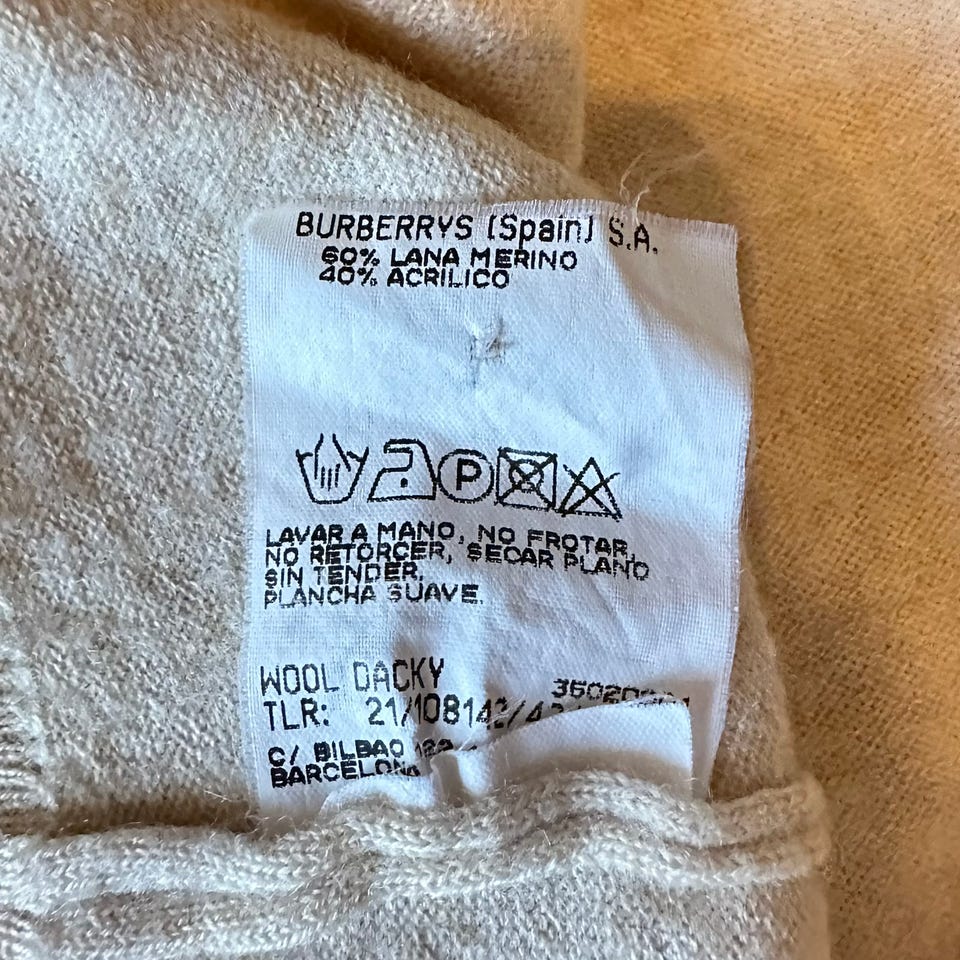 BURBERRYS (Spain) S.A.
60% LANA MERINO
40% ACRILICO
P
LAVAR A MANO, NO FROTAR,
NO RETORCER, SECAR PLANO
SIN TENDER,
PLANCHA SUAVE.
WOOL DACKY
TLR:
C/ BILBAO
BARCELONA